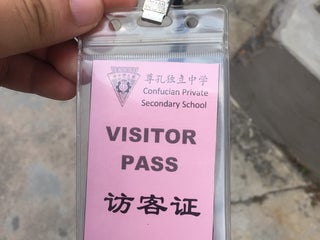 尊孔独立中学
Confucian Private
Secondary School
VISITOR
PASS
访客证